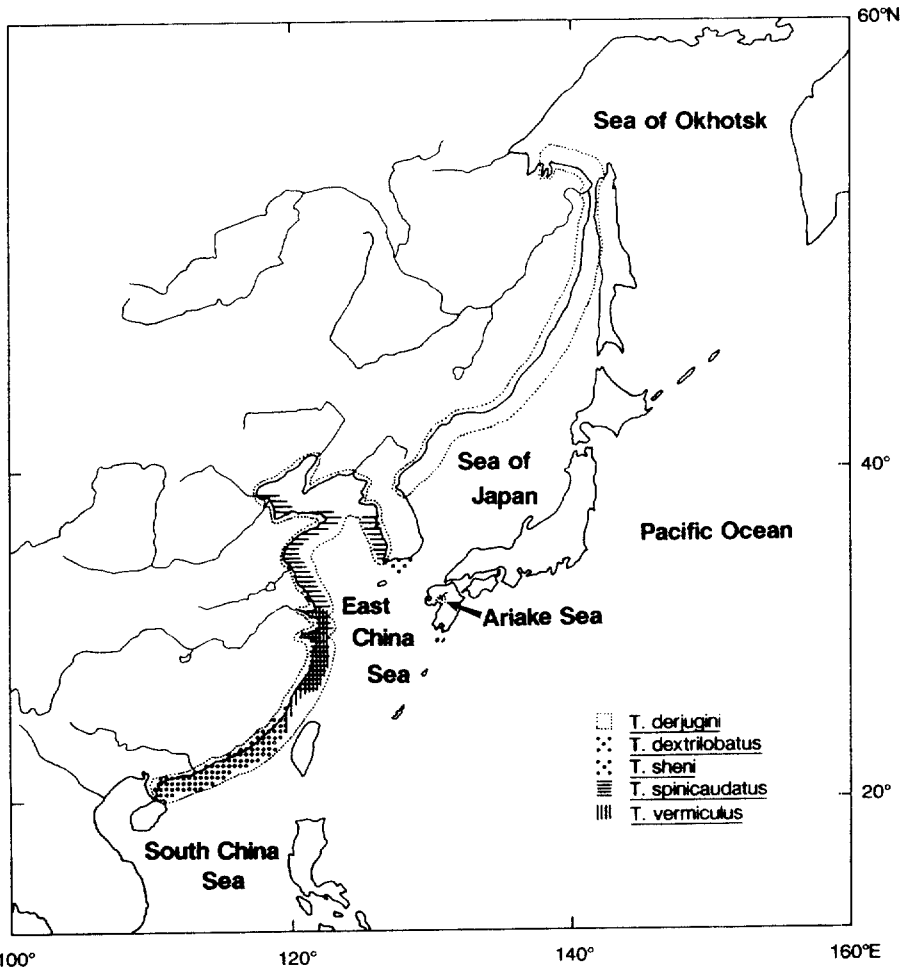 60°N
Sea of Okhotsk
40°
Sea of
Japan
Pacific Ocean
East
China
Sea
Ariake Sea
T. derjugini
T. dextrilobatus
T. sheni
T. spinicaudatus
T. vermiculus
20°
South China
Sea
100°
120°
140°
160°E